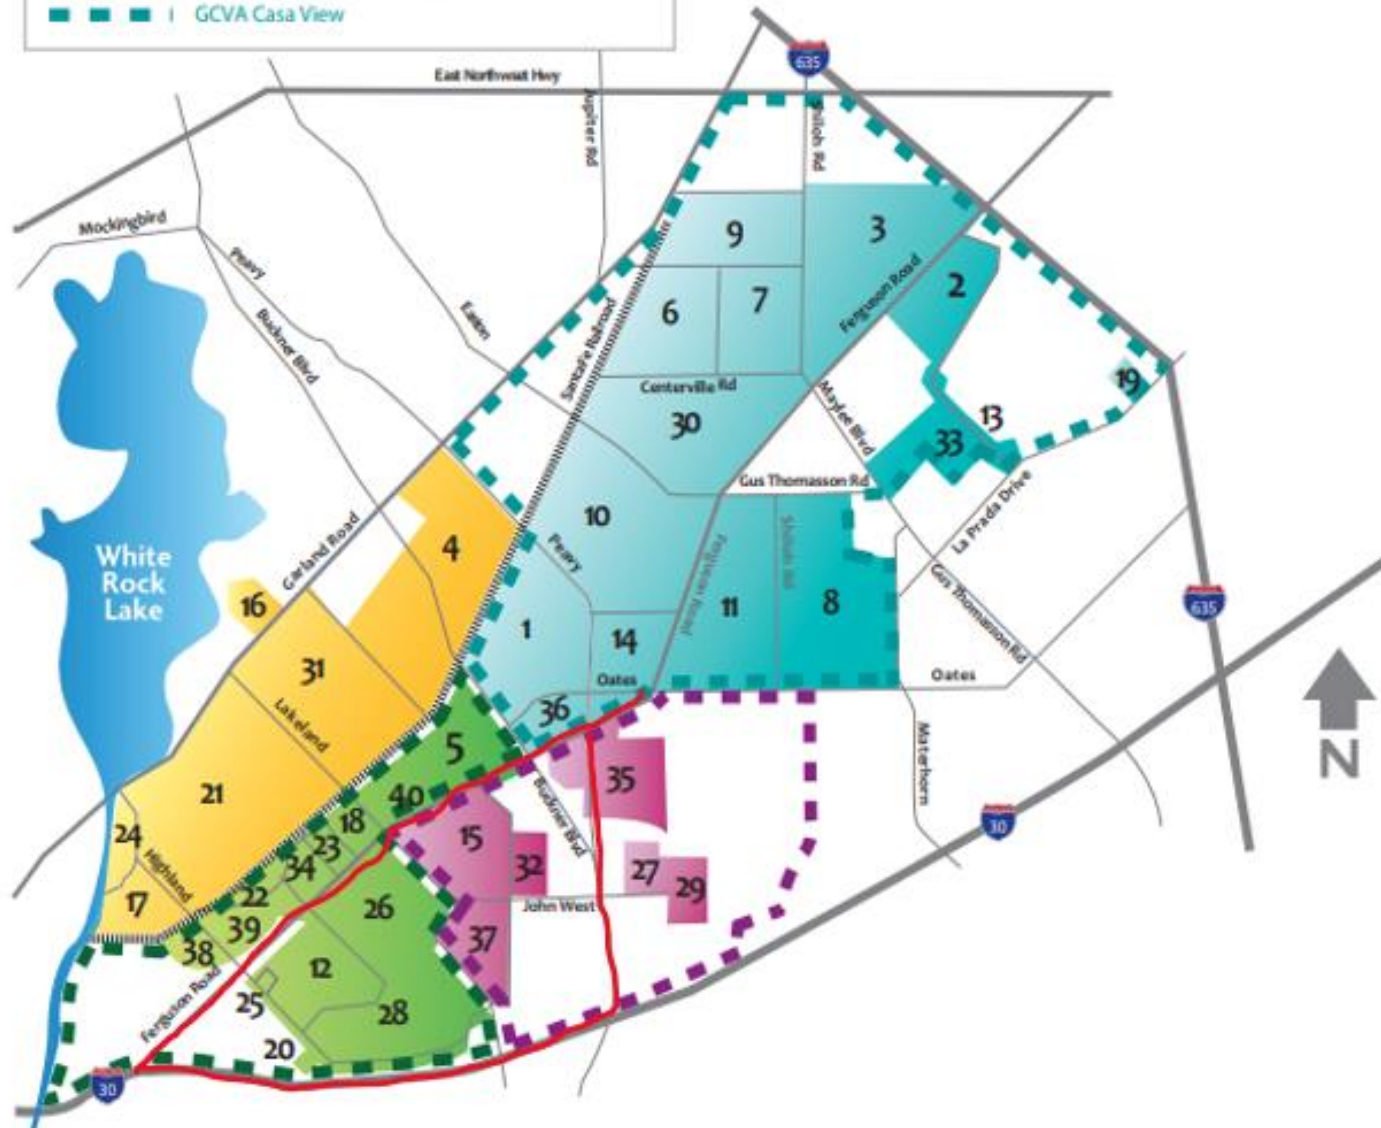 GCVA Casa View
635
East Northwest Hwy
Jupiter Rd
Shiloh Rd
Mockingbird
Peavy
Buckner Blvd
Easton
SantaFe Railroad
9
3
2
6
7
Ferguson Road
19
Centerville Rd
30
Maylee Blvd
13
33
Gus Thomasson Rd
La Prada Drive
10
4
Garland Road
Peavy
Shiloh Rd
Ferguson Road
White
Rock
Lake
16
1
14
11
8
Gus Thomasson Rd
635
31
Oates
Oates
Lakeland
36
5
Materhorn
N
21
40
35
Buckner Blvd
30
24
18
15
23
Highland
34
32
27
29
17
22
26
John West
39
38
37
12
Ferguson Road
25
28
20
30